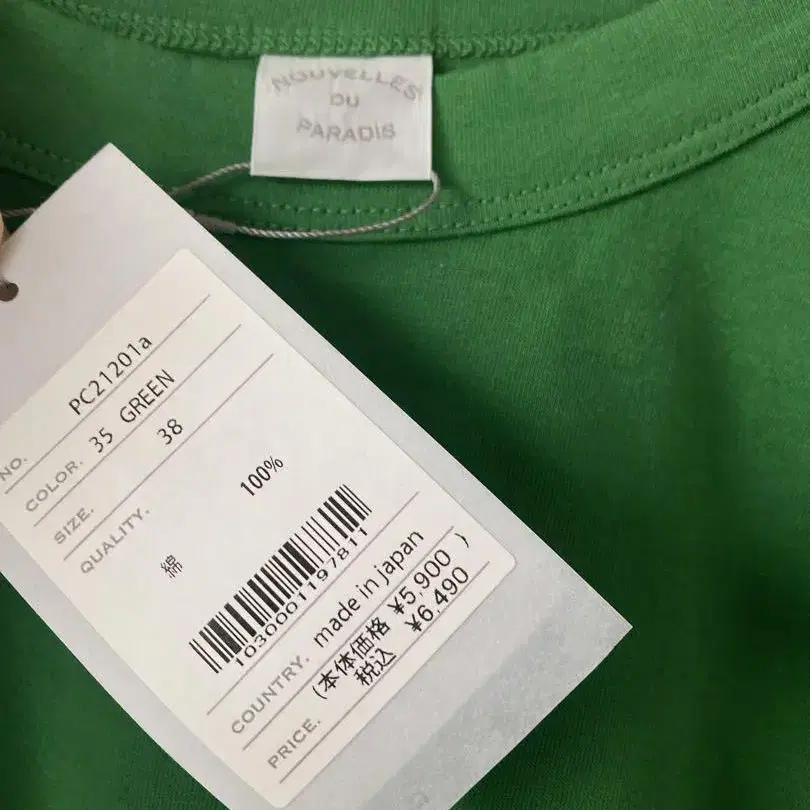 NOUVELLES
DU
PARADIS
NO. PC21201a
COLOR. 35 GREEN
SIZE. 38
QUALITY.
綿 100%
1030001197811
COUNTRY. made in japan
(本体価格 ¥5,900 )
PRICE. 税込 ¥6,490